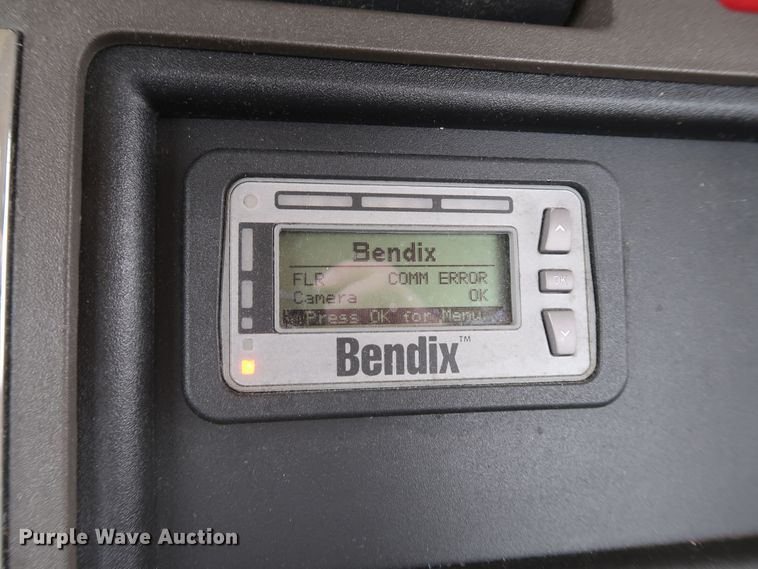 Bendix
FLR COMM ERROR
Camera OK
Press OK for Menu
OK
Bendix™
Purple Wave Auction